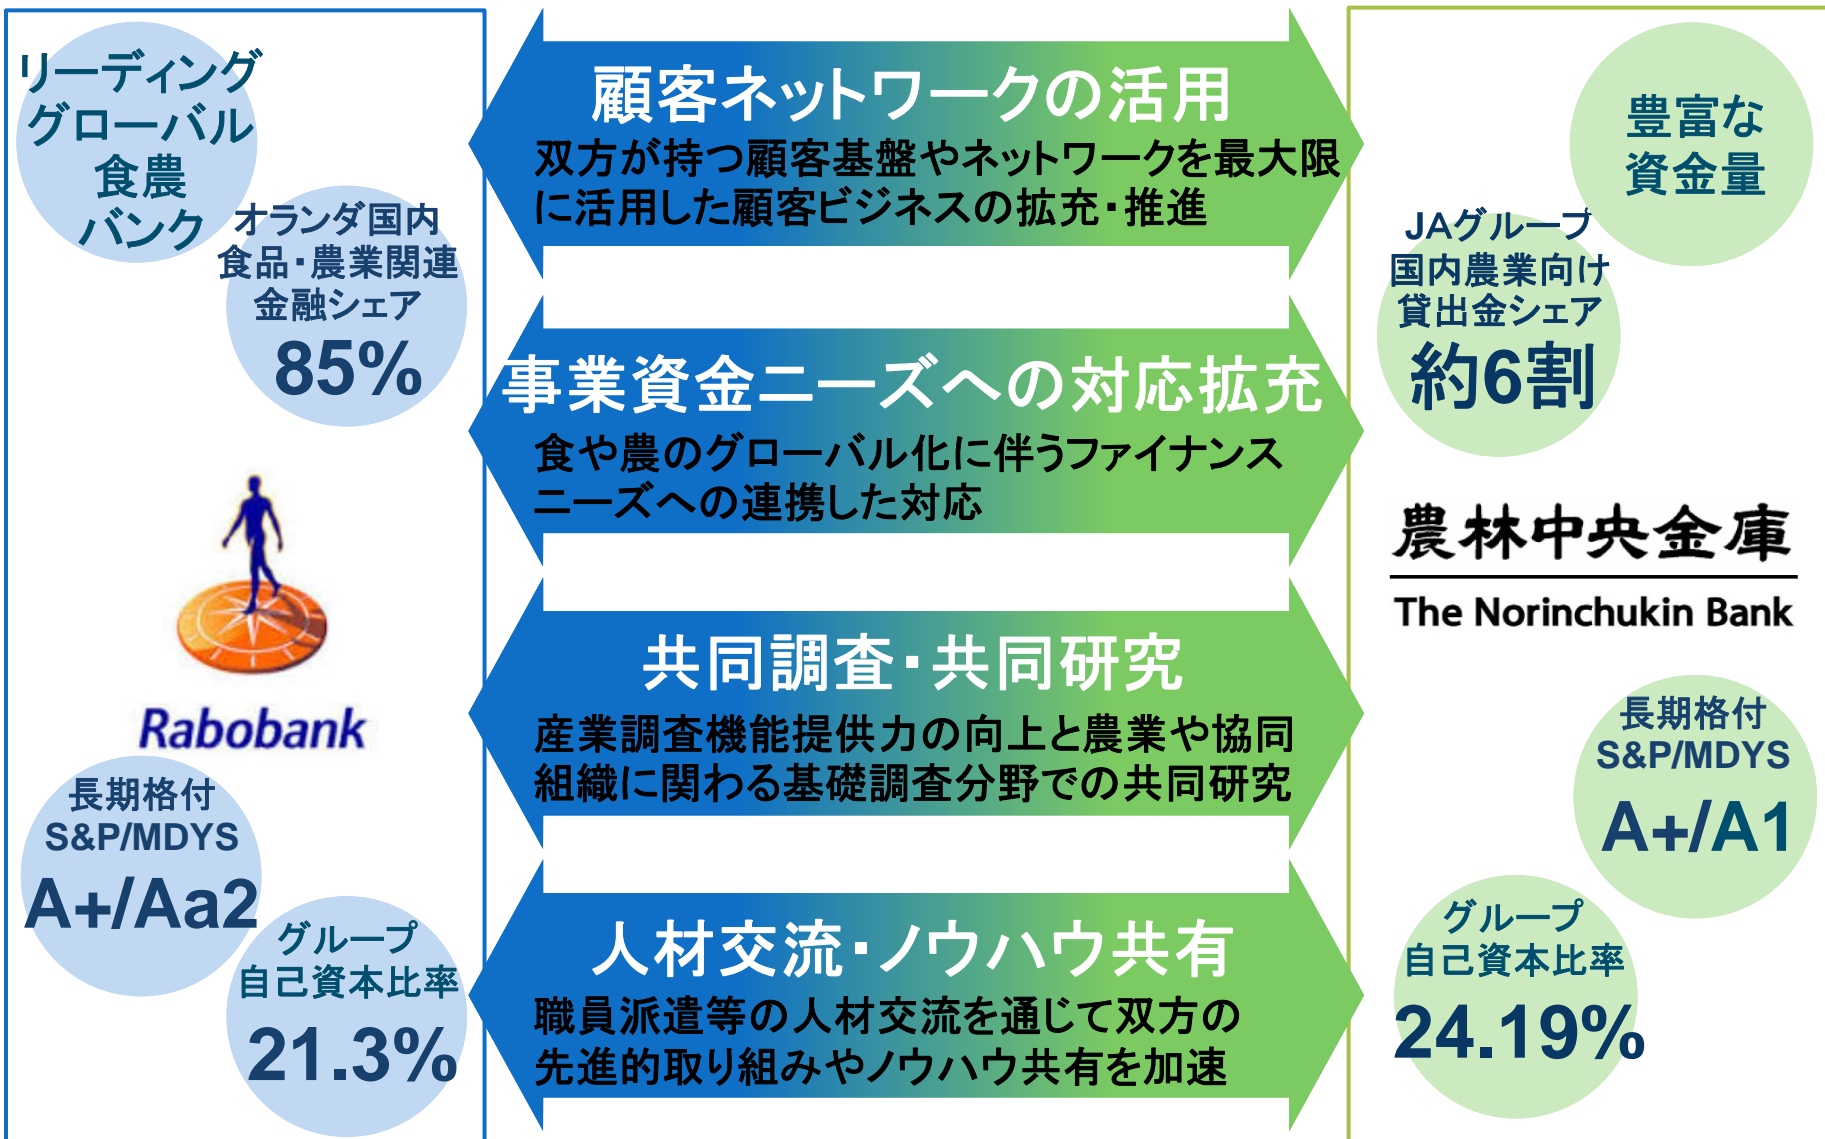 リーディング
グローバル
食農
バンク
オランダ国内
食品・農業関連
金融シェア
85%
Rabobank
長期格付
S&P/MDYS
A+/Aa2
グループ
自己資本比率
21.3%
顧客ネットワークの活用
双方が持つ顧客基盤やネットワークを最大限
に活用した顧客ビジネスの拡充・推進
事業資金ニーズへの対応拡充
食や農のグローバル化に伴うファイナンス
ニーズへの連携した対応
共同調査・共同研究
産業調査機能提供力の向上と農業や協同
組織に関わる基礎調査分野での共同研究
人材交流・ノウハウ共有
職員派遣等の人材交流を通じて双方の
先進的取り組みやノウハウ共有を加速
豊富な
資金量
JAグループ
国内農業向け
貸出金シェア
約6割
農林中央金庫
The Norinchukin Bank
長期格付
S&P/MDYS
A+/A1
グループ
自己資本比率
24.19%